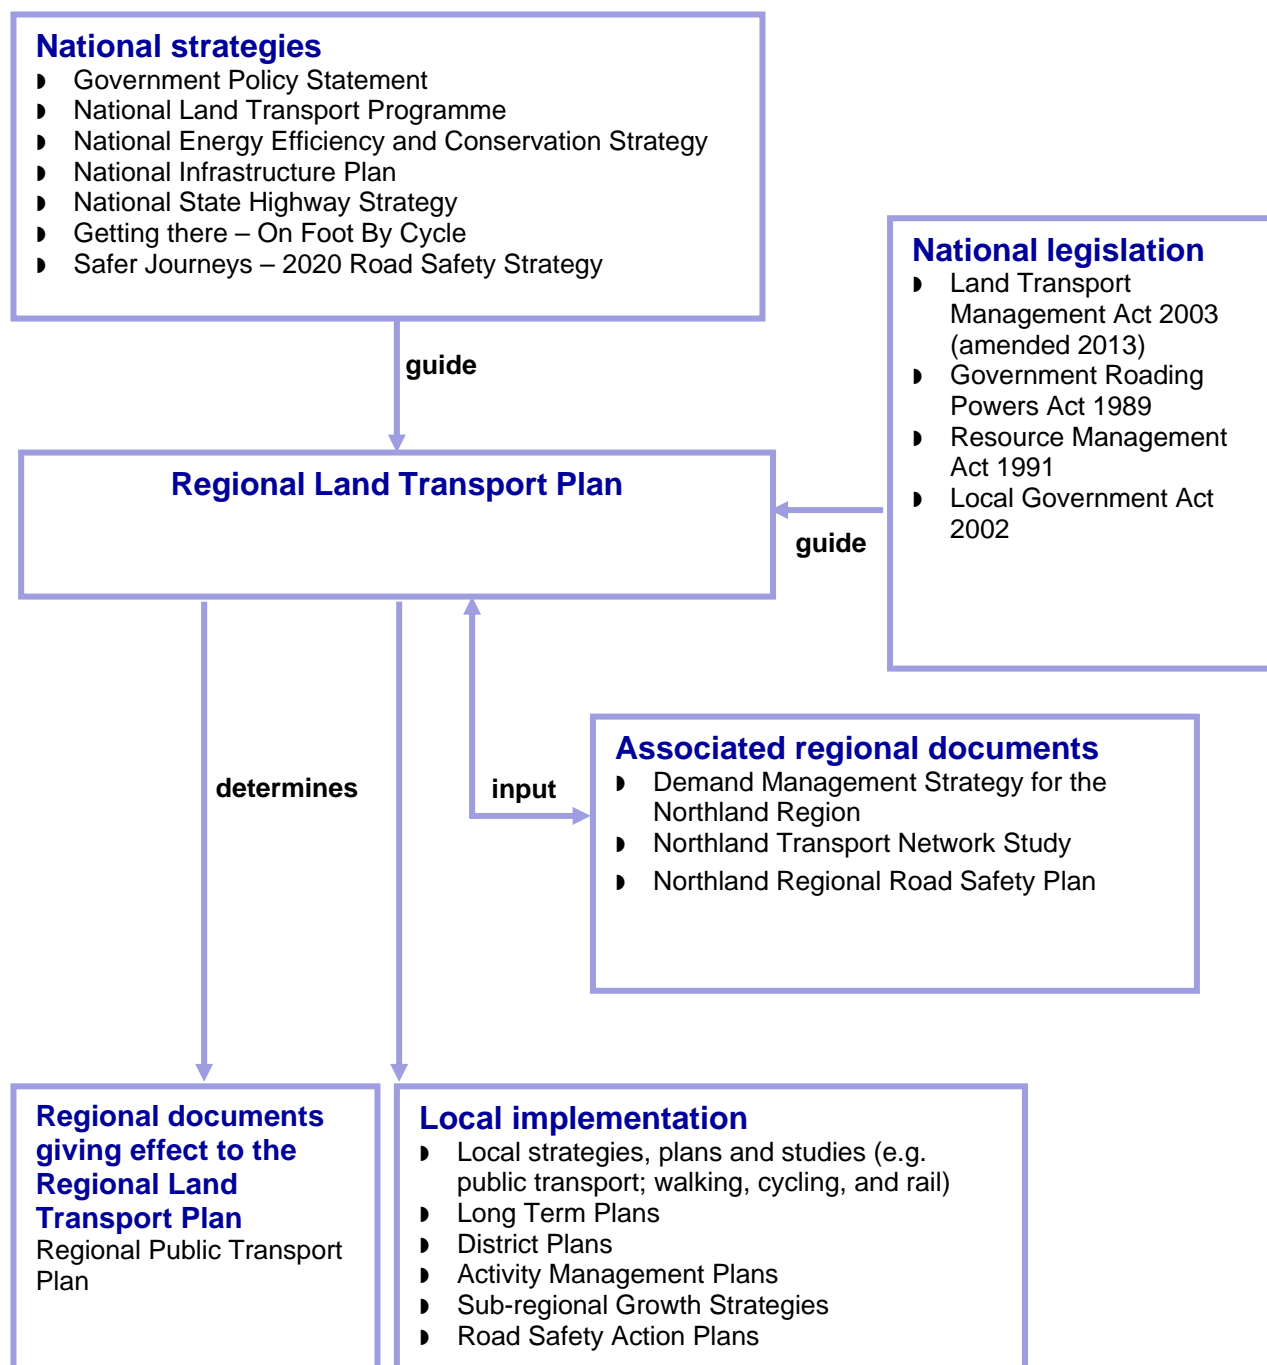 National strategies
◗ Government Policy Statement
◗ National Land Transport Programme
◗ National Energy Efficiency and Conservation Strategy
◗ National Infrastructure Plan
◗ National State Highway Strategy
◗ Getting there – On Foot By Cycle
◗ Safer Journeys – 2020 Road Safety Strategy
National legislation
◗ Land Transport
Management Act 2003
(amended 2013)
◗ Government Roading
Powers Act 1989
◗ Resource Management
Act 1991
◗ Local Government Act
2002
guide
Regional Land Transport Plan
guide
Associated regional documents
◗ Demand Management Strategy for the
Northland Region
◗ Northland Transport Network Study
◗ Northland Regional Road Safety Plan
determines
input
Regional documents
giving effect to the
Regional Land
Transport Plan
Regional Public Transport
Plan
Local implementation
◗ Local strategies, plans and studies (e.g.
public transport; walking, cycling, and rail)
◗ Long Term Plans
◗ District Plans
◗ Activity Management Plans
◗ Sub-regional Growth Strategies
◗ Road Safety Action Plans